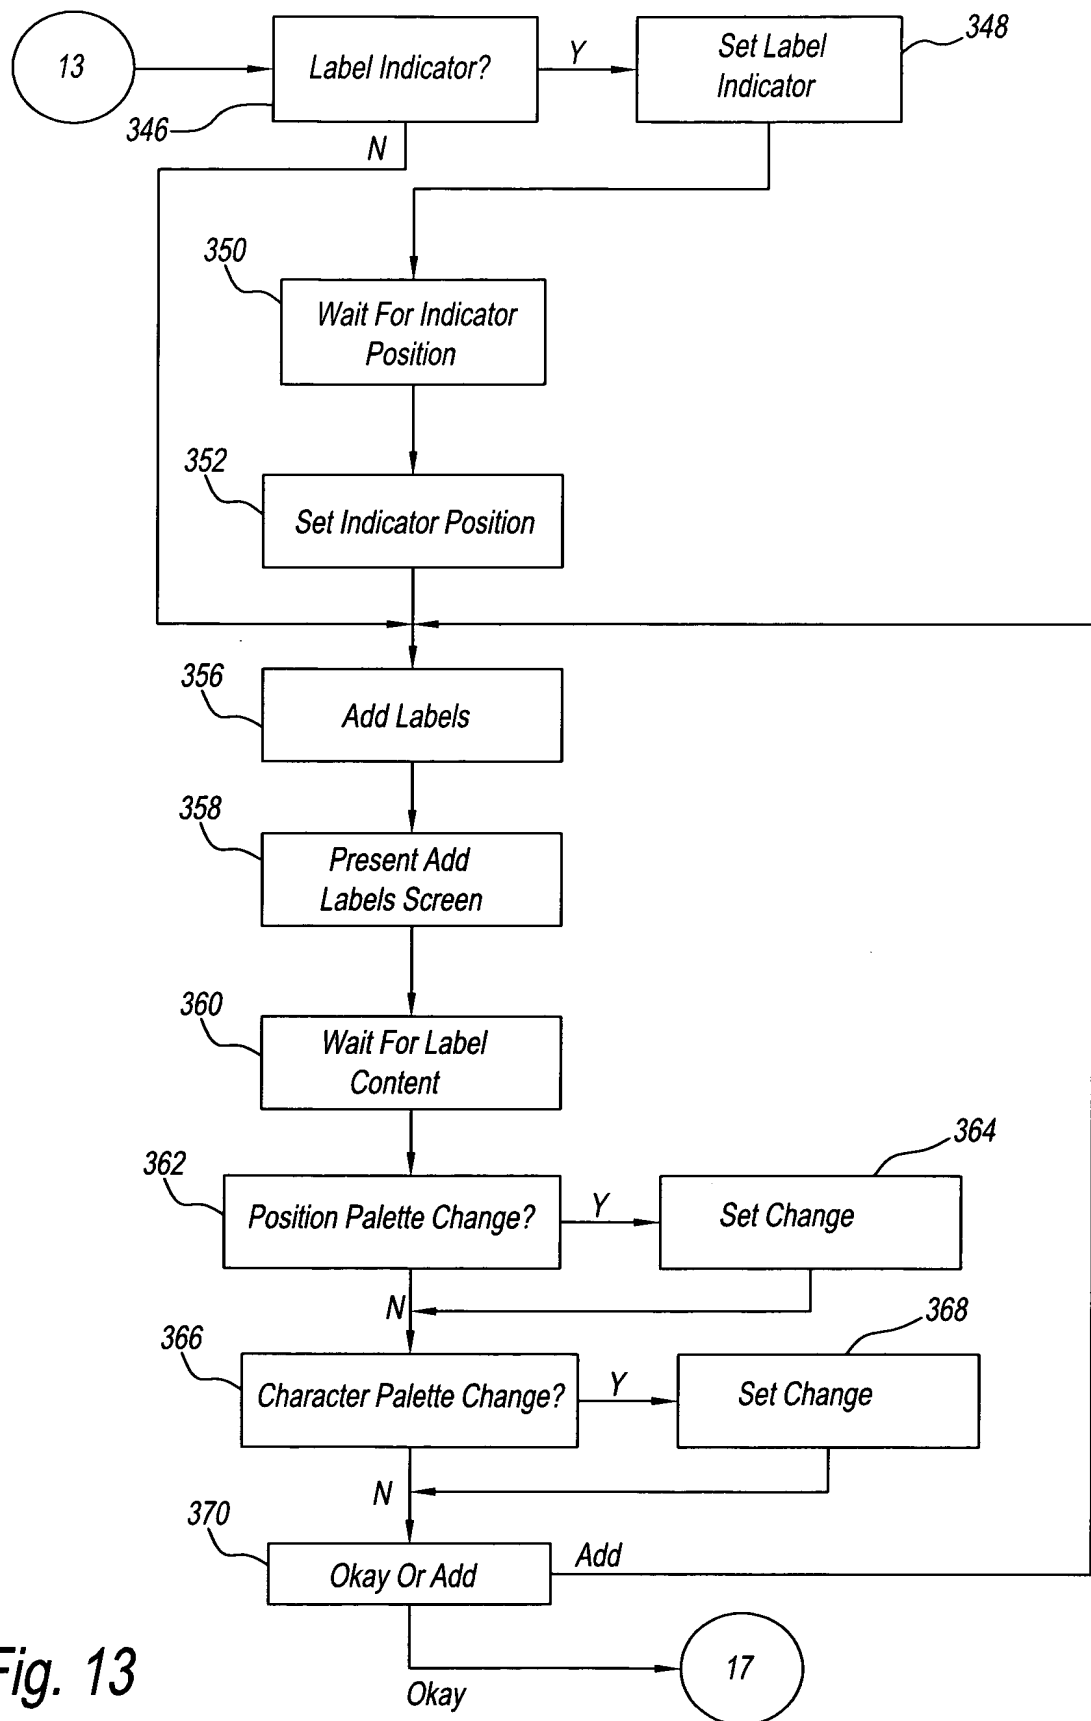 13
Label Indicator?
Y
Set Label
Indicator
348
346
N
350
Wait For Indicator
Position
352
Set Indicator Position
356
Add Labels
358
Present Add
Labels Screen
360
Wait For Label
Content
364
362
Position Palette Change?
Y
Set Change
N
368
366
Character Palette Change?
Y
Set Change
N
370
Okay Or Add
Add
Fig. 13
Okay
17